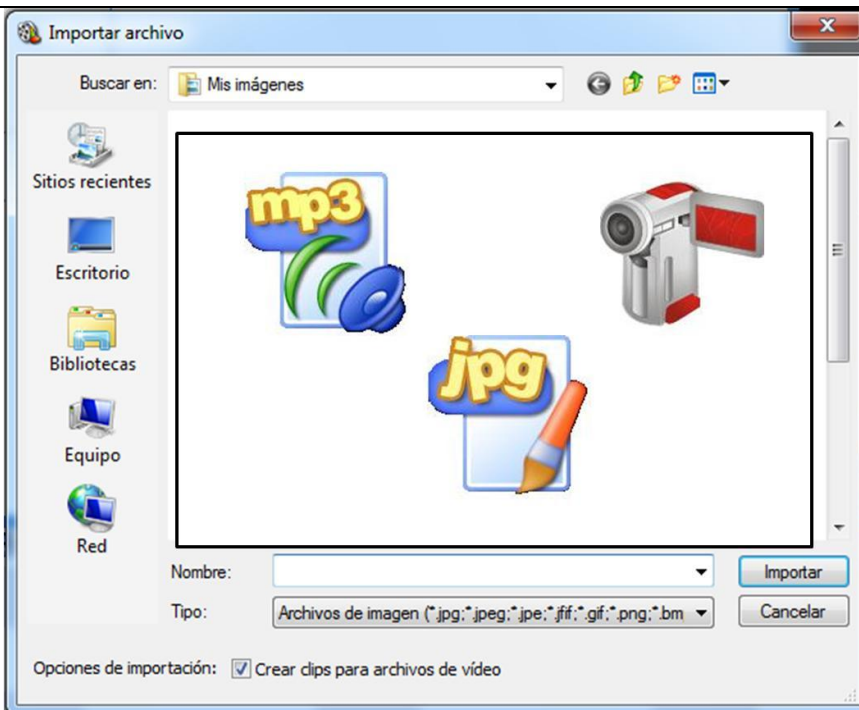 Importar archivo
Buscar en: Mis imágenes
Sitios recientes
Escritorio
Bibliotecas
Equipo
Red
mp3
jpg
Nombre:
Importar
Tipo: Archivos de imagen (*.jpg;*.jpeg;*.jpe;*.jfif;*.gif;*.png;*.bm
Cancelar
Opciones de importación: Crear clips para archivos de vídeo